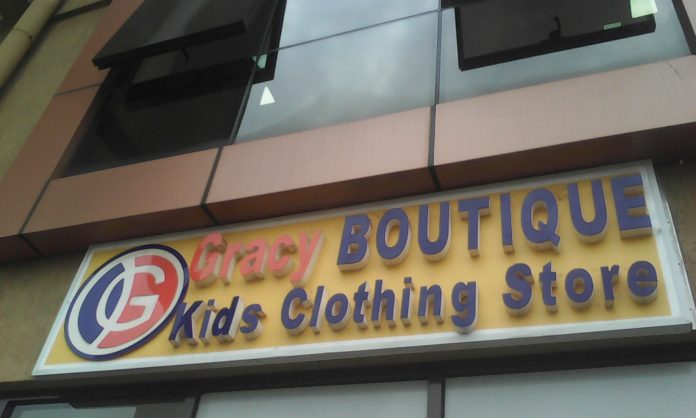 G
Gracy BOUTIQUE
Kids Clothing Store